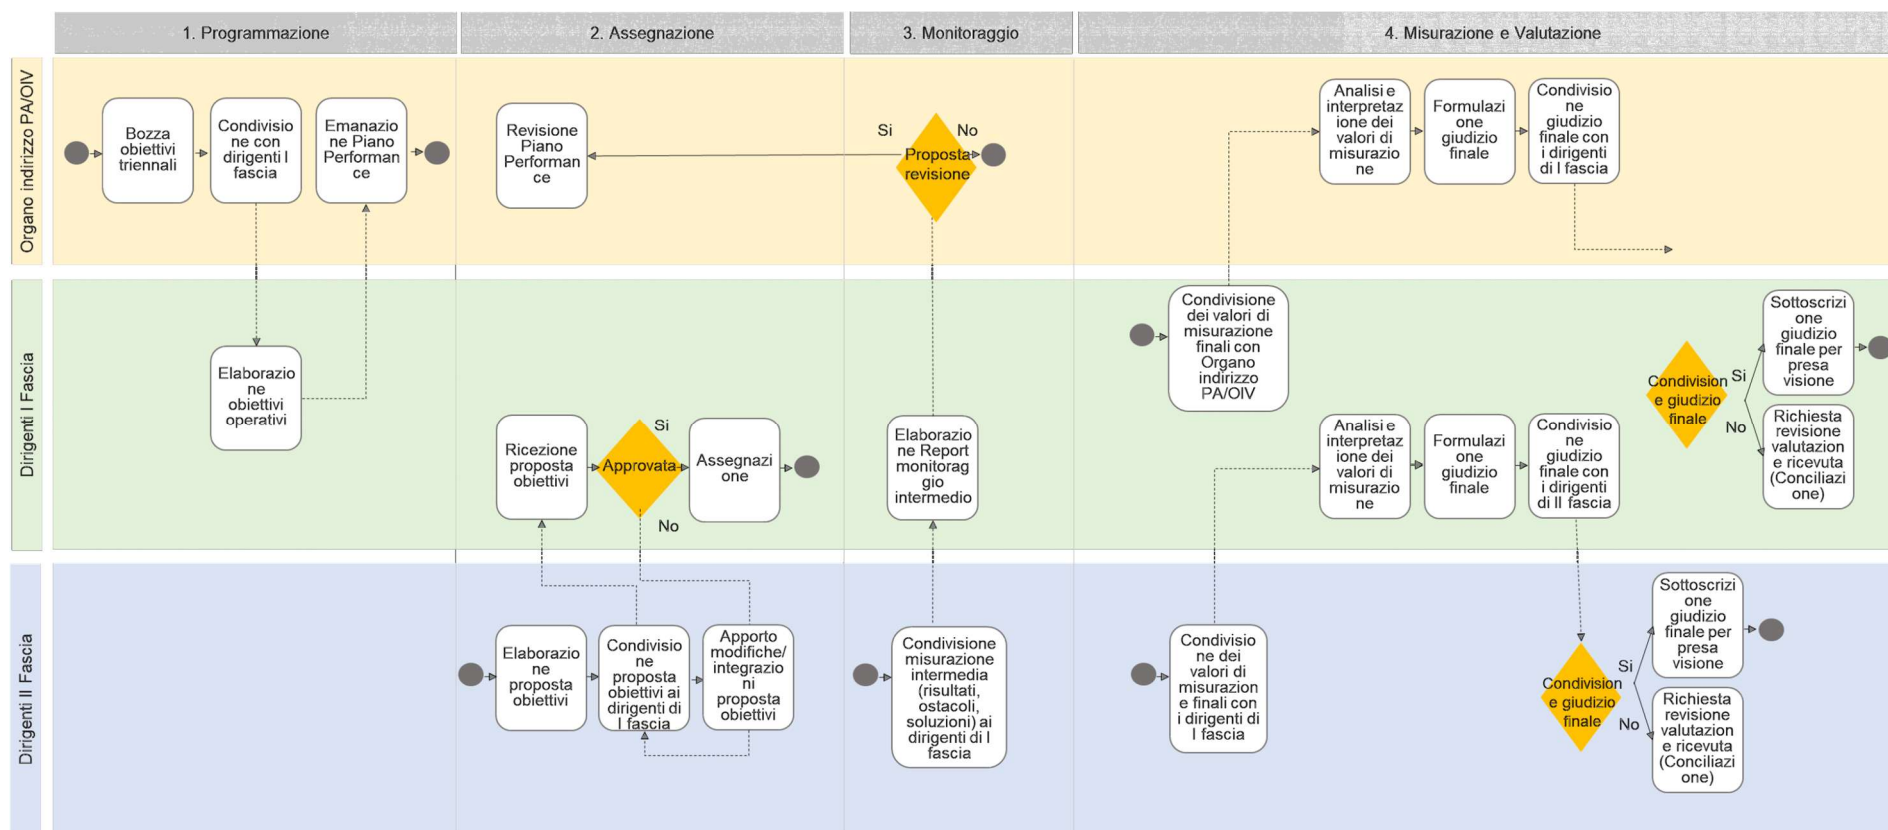 1. Programmazione
2. Assegnazione
3. Monitoraggio
4. Misurazione e Valutazione
Organo indirizzo PA/OIV
Bozza
obiettivi
triennali
Condivisio
ne con
dirigenti I
fascia
Emanazio
ne Piano
Performan
ce
Revisione
Piano
Performan
ce
Si
No
Proposta
revisione
Analisi e
interpretaz
ione dei
valori di
misurazio
ne
Formulazi
one
giudizio
finale
Condivisio
ne
giudizio
finale con
i dirigenti
di I fascia
Dirigenti I Fascia
Elaborazio
ne
obiettivi
operativi
Ricezione
proposta
obiettivi
Si
Approvata
No
Assegnazi
one
Elaborazio
ne Report
monitorag
gio
intermedio
Condivisione
dei valori di
misurazione
finali con
Organo
indirizzo
PA/OIV
Analisi e
interpretaz
ione dei
valori di
misurazio
ne
Formulazi
one
giudizio
finale
Condivisio
ne
giudizio
finale con
i dirigenti
di II fascia
Condivision
e giudizio
finale
Si
No
Sottoscrizi
one
giudizio
finale per
presa
visione
Richiesta
revisione
valutazion
e ricevuta
(Conciliazi
one)
Dirigenti II Fascia
Elaborazio
ne
proposta
obiettivi
Condivisio
ne
proposta
obiettivi ai
dirigenti di
I fascia
Apporto
modifiche/
integrazio
ni
proposta
obiettivi
Condivisione
misurazione
intermedia
(risultati,
ostacoli,
soluzioni) ai
dirigenti di I
fascia
Condivisio
ne dei
valori di
misurazion
e finali con
i dirigenti di
I fascia
Condivision
e giudizio
finale
Si
No
Sottoscrizi
one
giudizio
finale per
presa
visione
Richiesta
revisione
valutazion
e ricevuta
(Conciliazi
one)